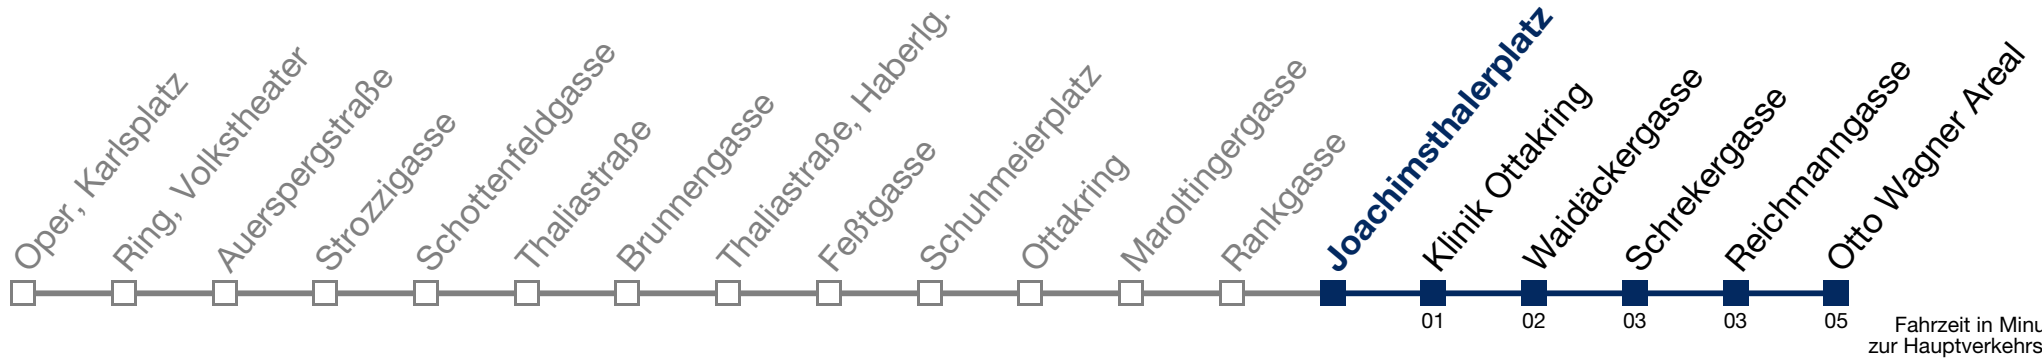 Oper, Karlsplatz
Ring, Volkstheater
Auerspergstraße
Strozzigasse
Schottenfeldgasse
Thaliastraße
Brunnengasse
Thaliastraße, Haberlg.
Feßtgasse
Schuhmeierplatz
Ottakring
Maroltingergasse
Rankgasse
Joachimsthalerplatz
Klinik Ottakring
Waidäckergasse
Schrekergasse
Reichmanngasse
Otto Wagner Areal
01 02 03 03 05
Fahrzeit in Minu
zur Hauptverkehrs